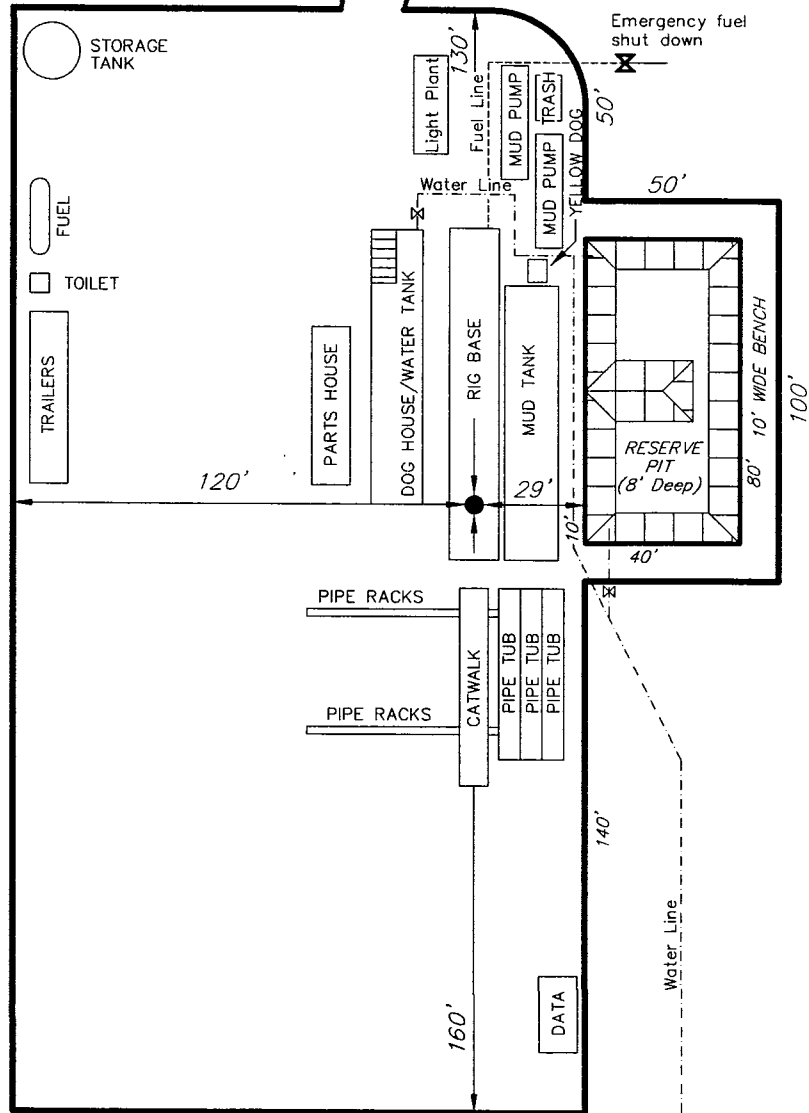 Emergency fuel
shut down
STORAGE
TANK
130'
Light Plant
Fuel Line
MUD PUMP
TRASH
50'
MUD PUMP
YELLOW DOG
Water Line
50'
FUEL
TOILET
TRAILERS
PARTS HOUSE
DOG HOUSE/WATER TANK
RIG BASE
MUD TANK
RESERVE
PIT
(8' Deep)
80'
10' WIDE BENCH
100'
120'
29'
10'
40'
PIPE RACKS
CATWALK
PIPE TUB
PIPE TUB
PIPE TUB
PIPE RACKS
140'
Water Line
160'
DATA